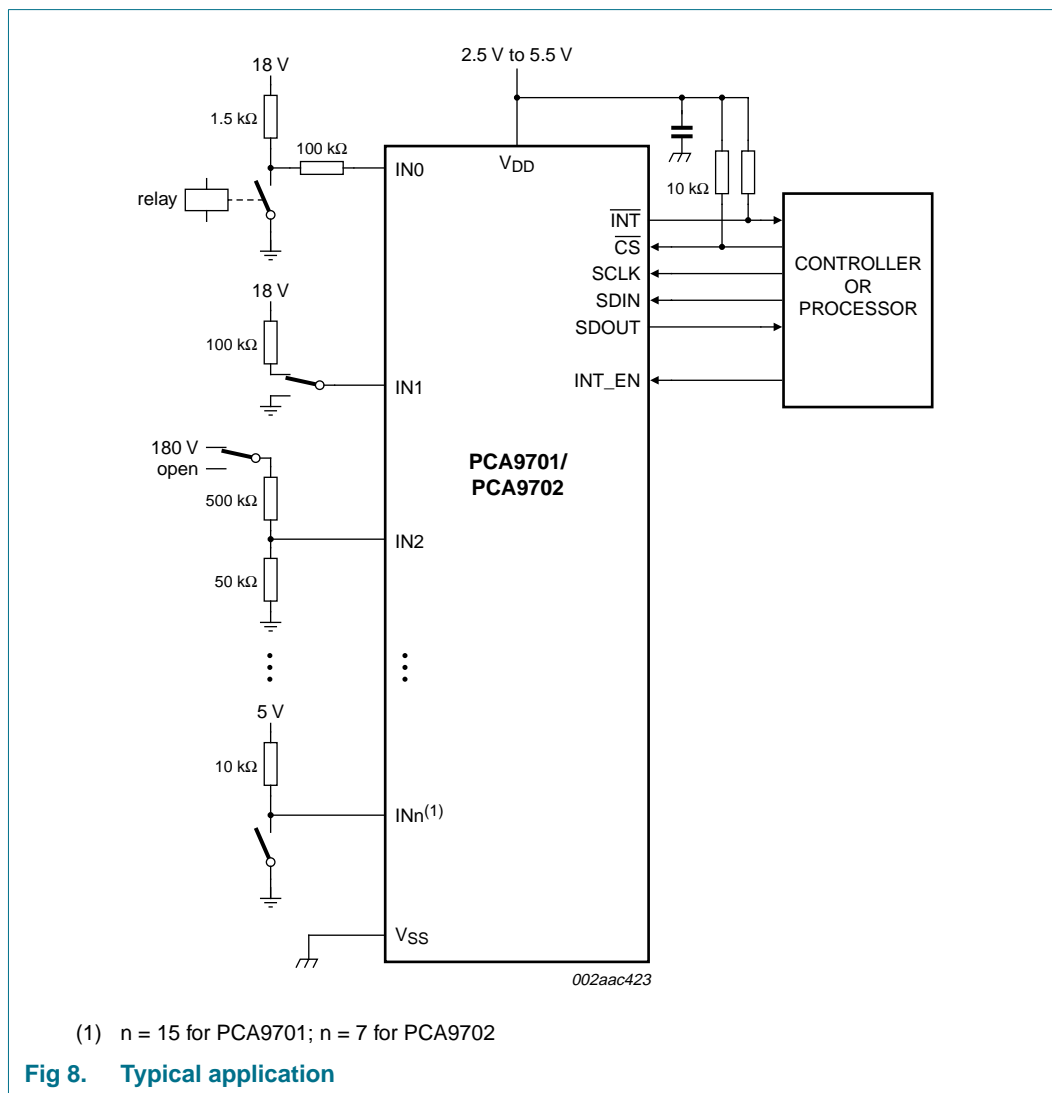 2.5 V to 5.5 V
18 V
1.5 kΩ
100 kΩ
IN0
VDD
relay
10 kΩ
INT
CS
SCLK
SDIN
SDOUT
INT_EN
CONTROLLER
OR
PROCESSOR
18 V
100 kΩ
IN1
180 V
open
500 kΩ
IN2
50 kΩ
PCA9701/
PCA9702
5 V
10 kΩ
INn(1)
VSS
002aac423
(1) n = 15 for PCA9701; n = 7 for PCA9702
Fig 8. Typical application